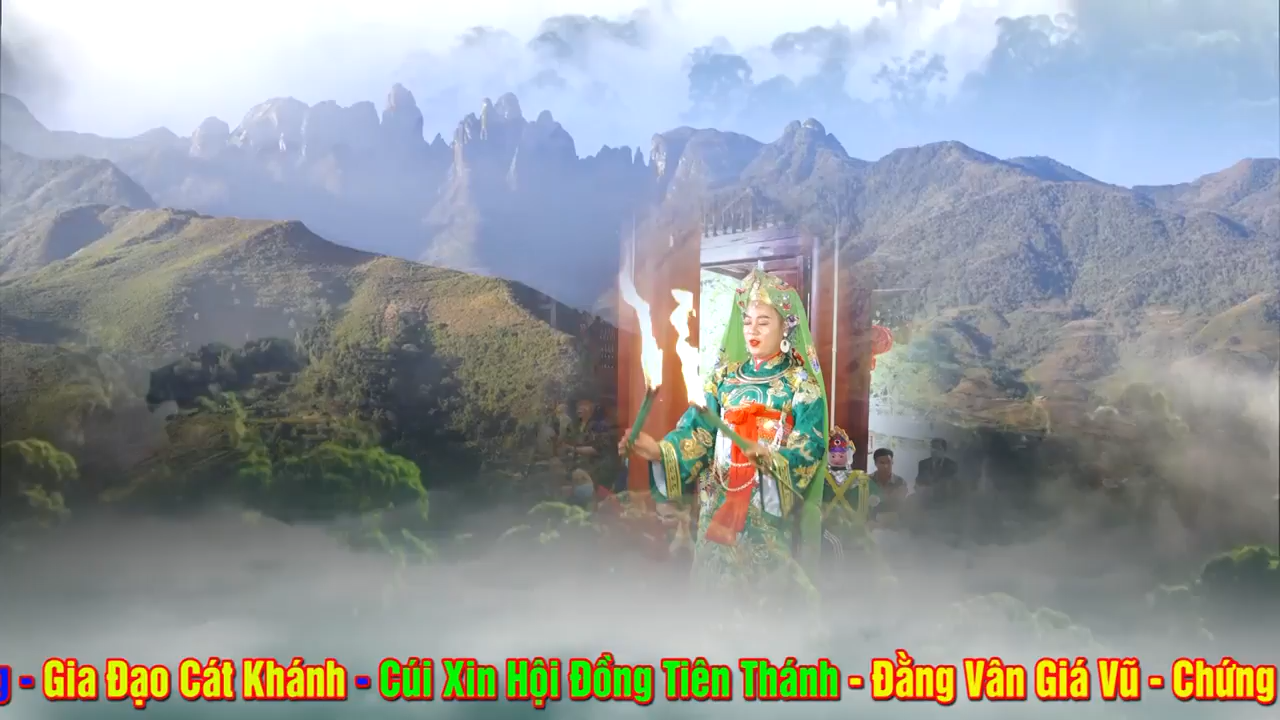 - Gia Đạo Cát Khánh - Cúi Xin Hội Đồng Tiên Thánh - Đằng Vân Giá Vũ - Chứng